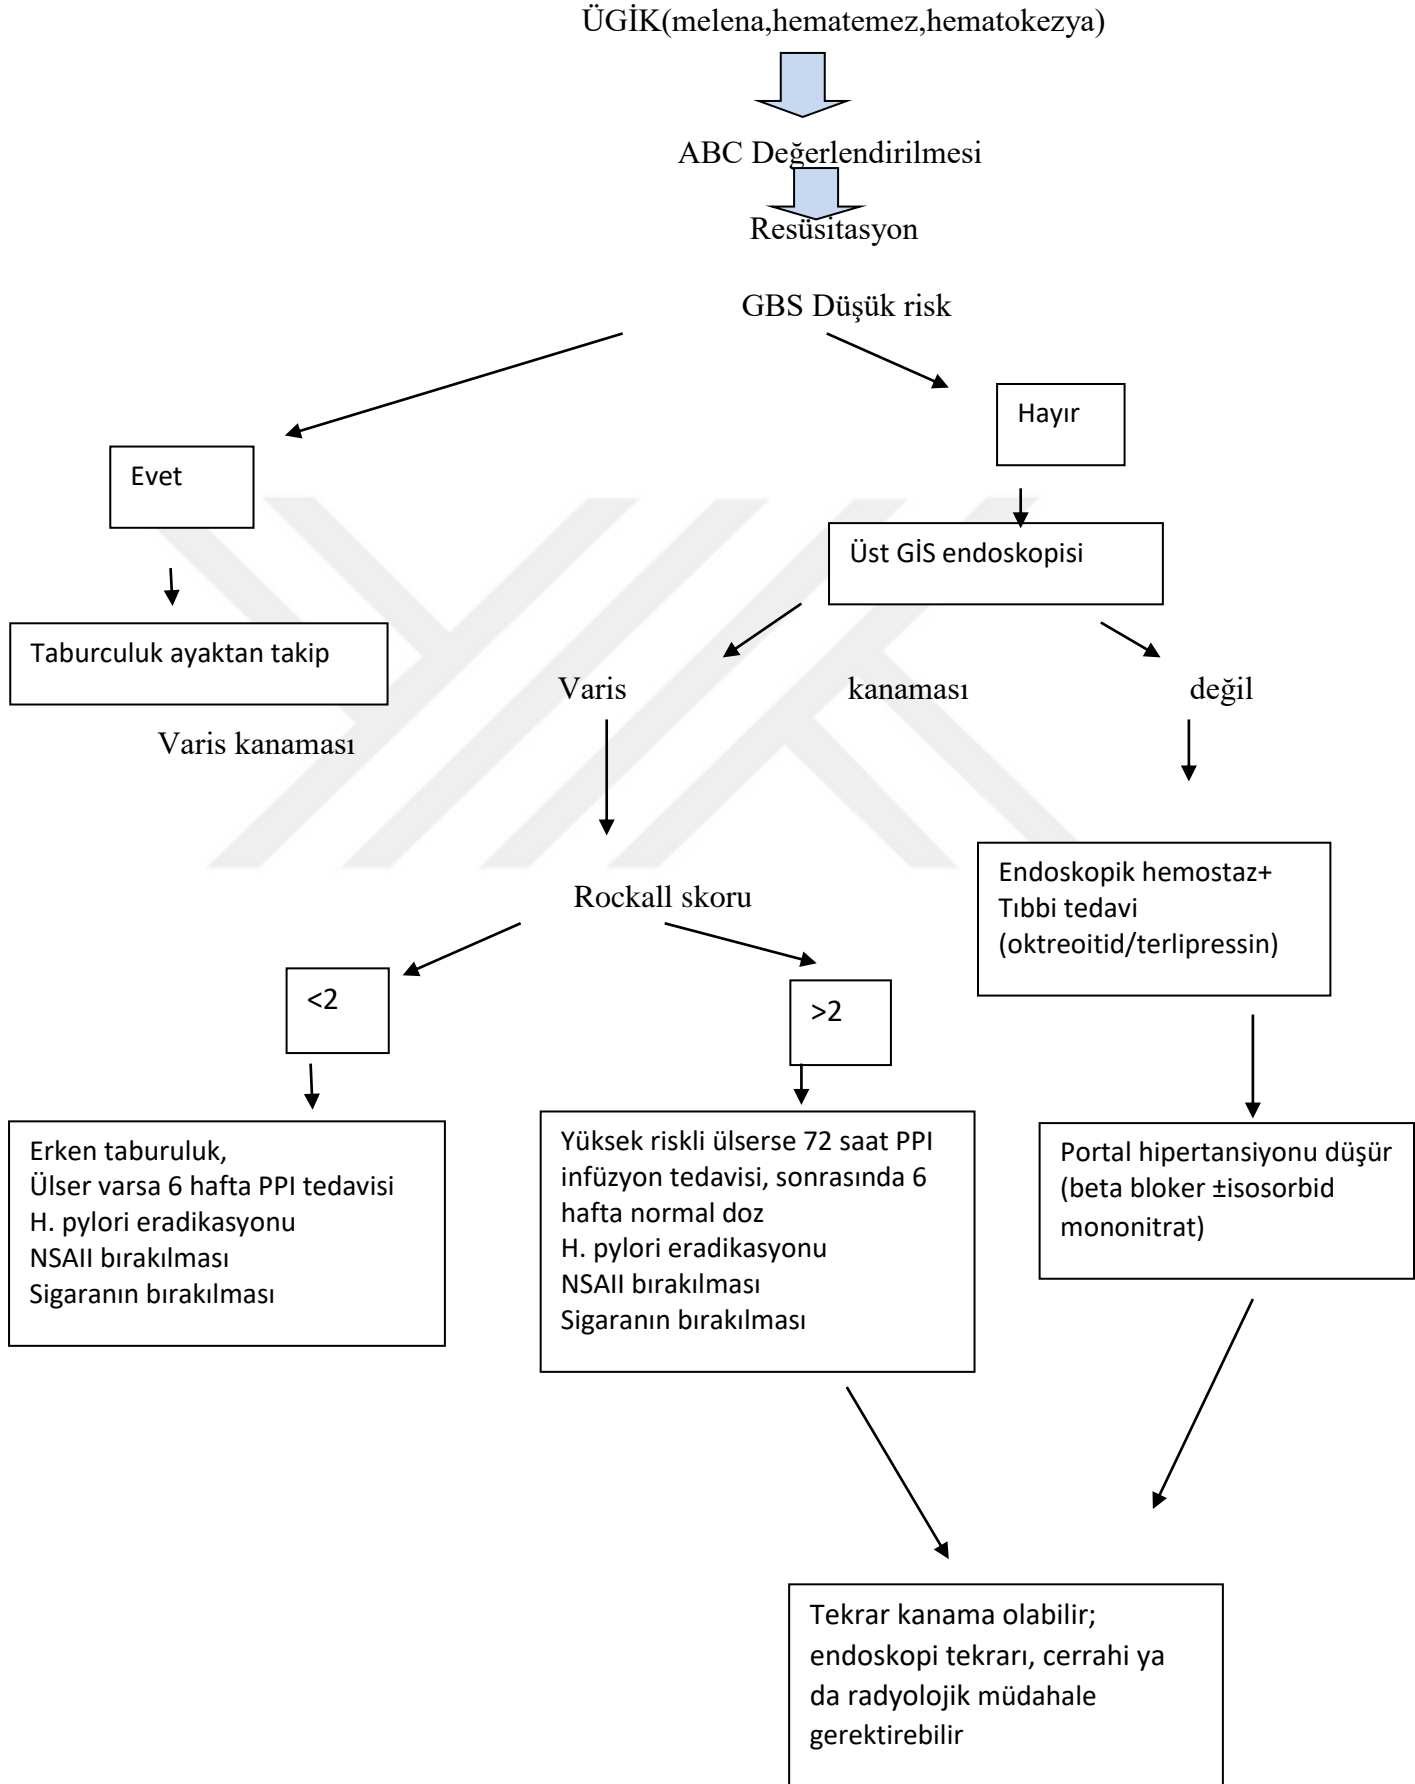 ÜGİK(melena,hematemez,hematokezya)
ABC Değerlendirilmesi
Resüsitasyon
GBS Düşük risk
Hayır
Evet
Üst GİS endoskopisi
Taburculuk ayaktan takip
Varis kanaması değil
Varis kanaması
Endoskopik hemostaz+
Tıbbi tedavi
(oktreoitid/terlipressin)
Rockall skoru
<2
>2
Erken taburuluk,
Ülser varsa 6 hafta PPI tedavisi
H. pylori eradikasyonu
NSAII bırakılması
Sigaranın bırakılması
Yüksek riskli ülserse 72 saat PPI
infüzyon tedavisi, sonrasında 6
hafta normal doz
H. pylori eradikasyonu
NSAII bırakılması
Sigaranın bırakılması
Portal hipertansiyonu düşür
(beta bloker ±isosorbid
mononitrat)
Tekrar kanama olabilir;
endoskopi tekrarı, cerrahi ya
da radyolojik müdahale
gerektirebilir